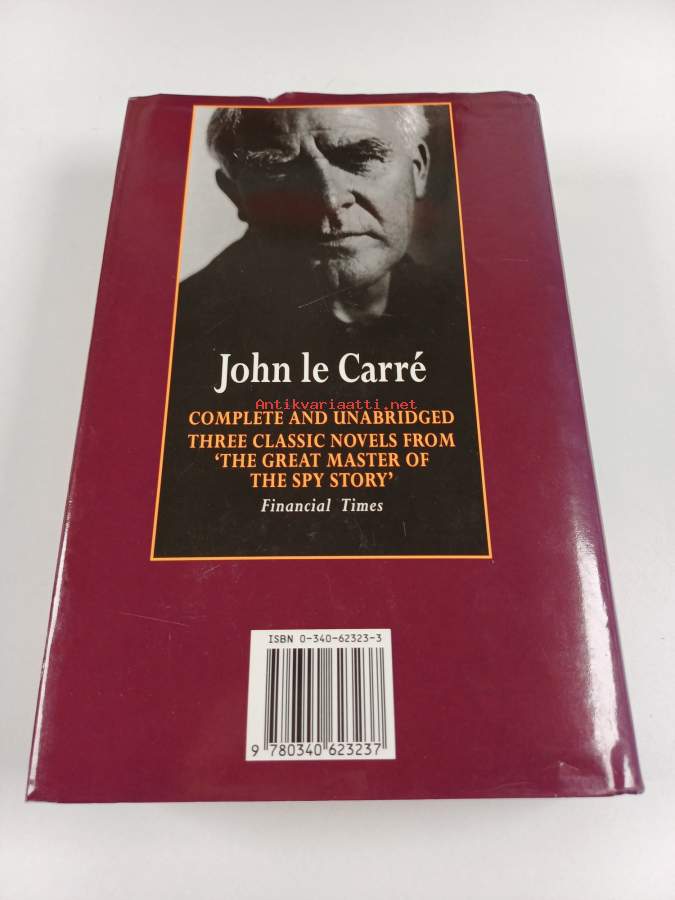 John le Carré
Antikvariaatti.net
COMPLETE AND UNABRIDGED
THREE CLASSIC NOVELS FROM
‘THE GREAT MASTER OF
THE SPY STORY’
Financial Times
ISBN 0-340-62323-3
9 780340 623237